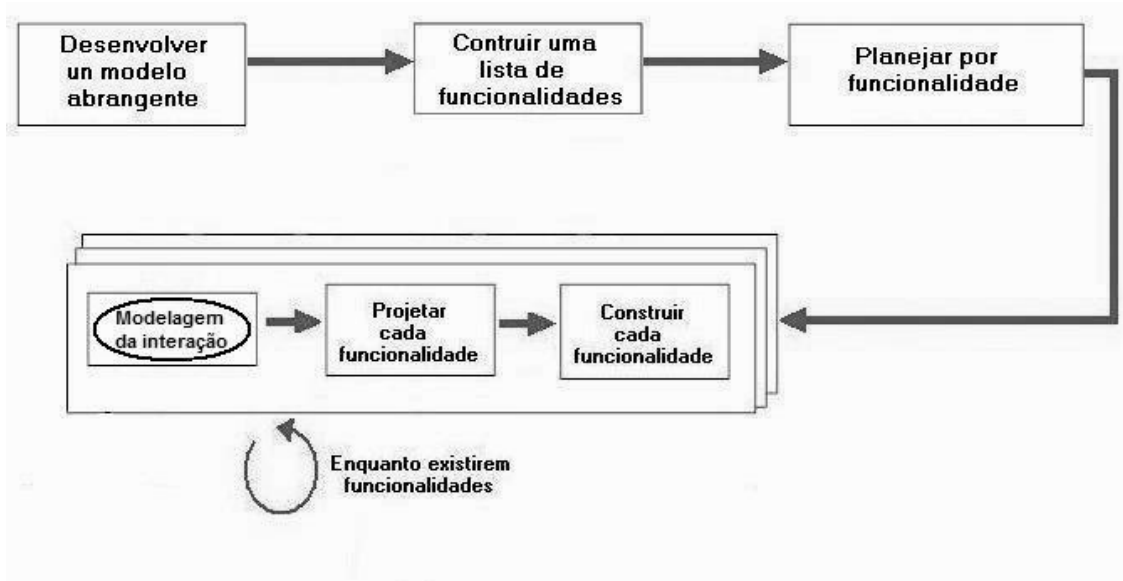 Desenvolver
un modelo
abrangente
Contruir uma
lista de
funcionalidades
Planejar por
funcionalidade
Modelagem
da interação
Projetar
cada
funcionalidade
Construir
cada
funcionalidade
Enquanto existirem
funcionalidades